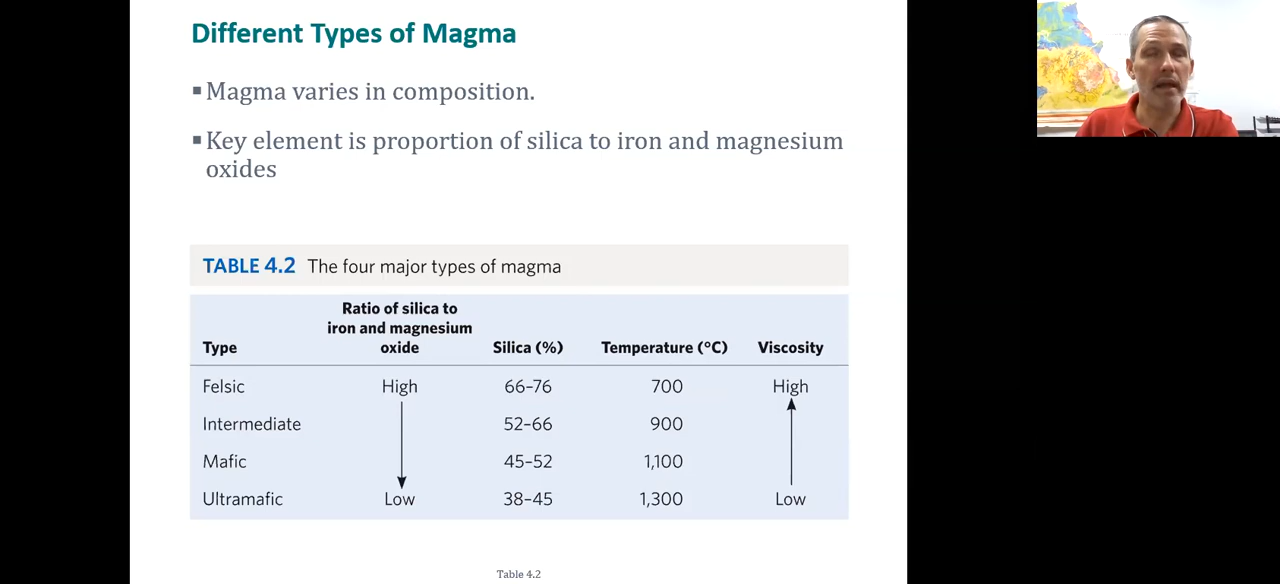 Different Types of Magma
▪ Magma varies in composition.
▪ Key element is proportion of silica to iron and magnesium
oxides
TABLE 4.2 The four major types of magma
Ratio of silica to
iron and magnesium
Type oxide Silica (%) Temperature (°C) Viscosity
Felsic High 66–76 700 High
Intermediate 52–66 900
Mafic 45–52 1,100
Ultramafic Low 38–45 1,300 Low
Table 4.2